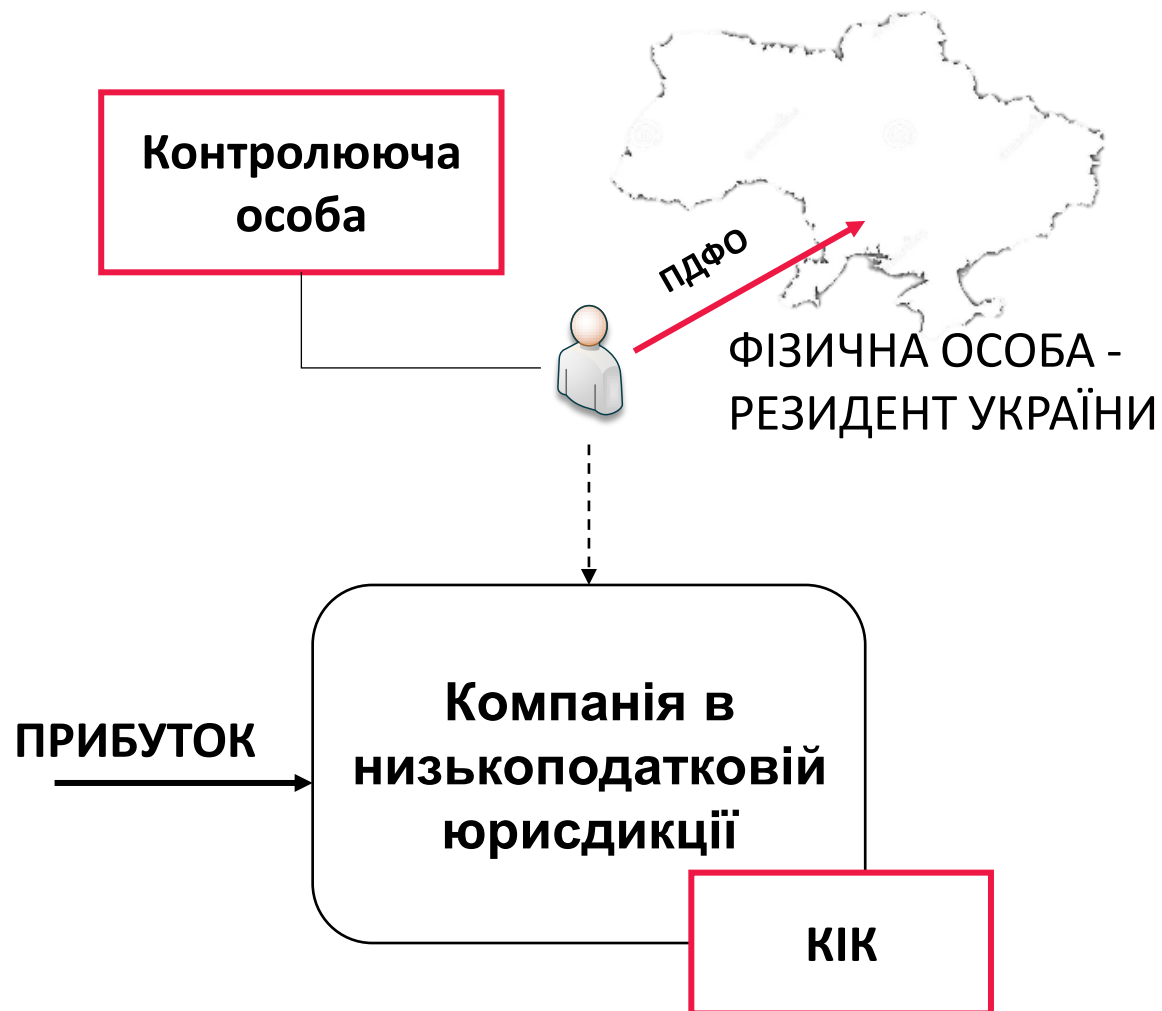 Контролююча
особа
ПДФО
ФІЗИЧНА ОСОБА -
РЕЗИДЕНТ УКРАЇНИ
ПРИБУТОК
Компанія в
низькоподатковій
юрисдикції
КІК